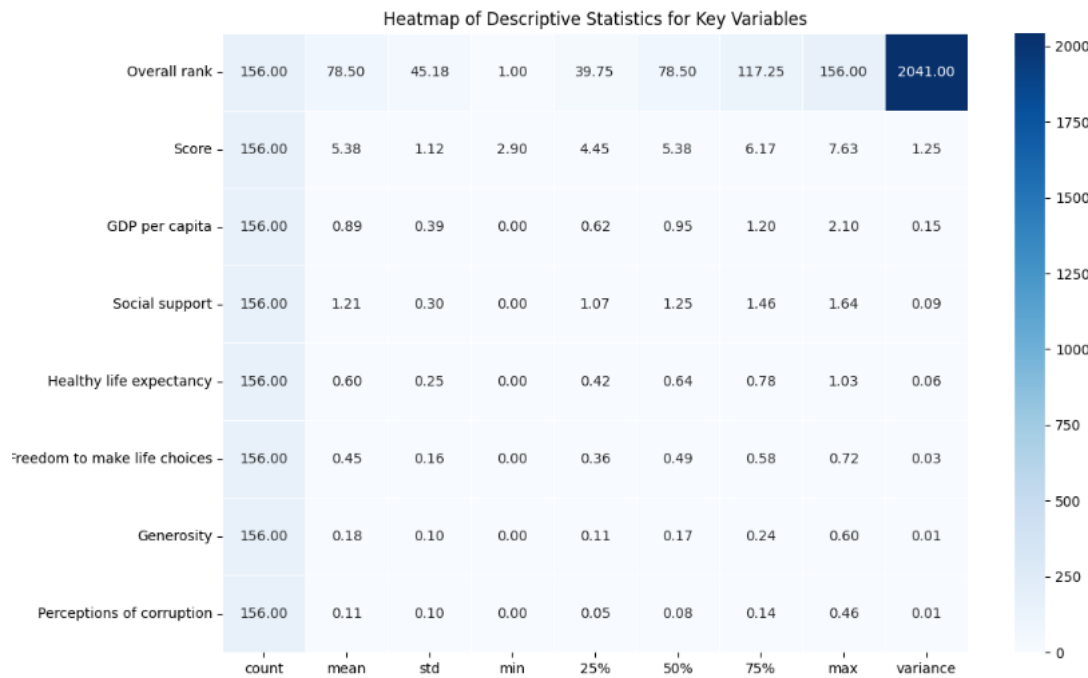 Heatmap of Descriptive Statistics for Key Variables
Overall rank 156.00 78.50 45.18 1.00 39.75 78.50 117.25 156.00 2041.00
Score 156.00 5.38 1.12 2.90 4.45 5.38 6.17 7.63 1.25
GDP per capita 156.00 0.89 0.39 0.00 0.62 0.95 1.20 2.10 0.15
Social support 156.00 1.21 0.30 0.00 1.07 1.25 1.46 1.64 0.09
Healthy life expectancy 156.00 0.60 0.25 0.00 0.42 0.64 0.78 1.03 0.06
Freedom to make life choices 156.00 0.45 0.16 0.00 0.36 0.49 0.58 0.72 0.03
Generosity 156.00 0.18 0.10 0.00 0.11 0.17 0.24 0.60 0.01
Perceptions of corruption 156.00 0.11 0.10 0.00 0.05 0.08 0.14 0.46 0.01
count mean std min 25% 50% 75% max variance
2000
1750
1500
1250
1000
750
500
250
0